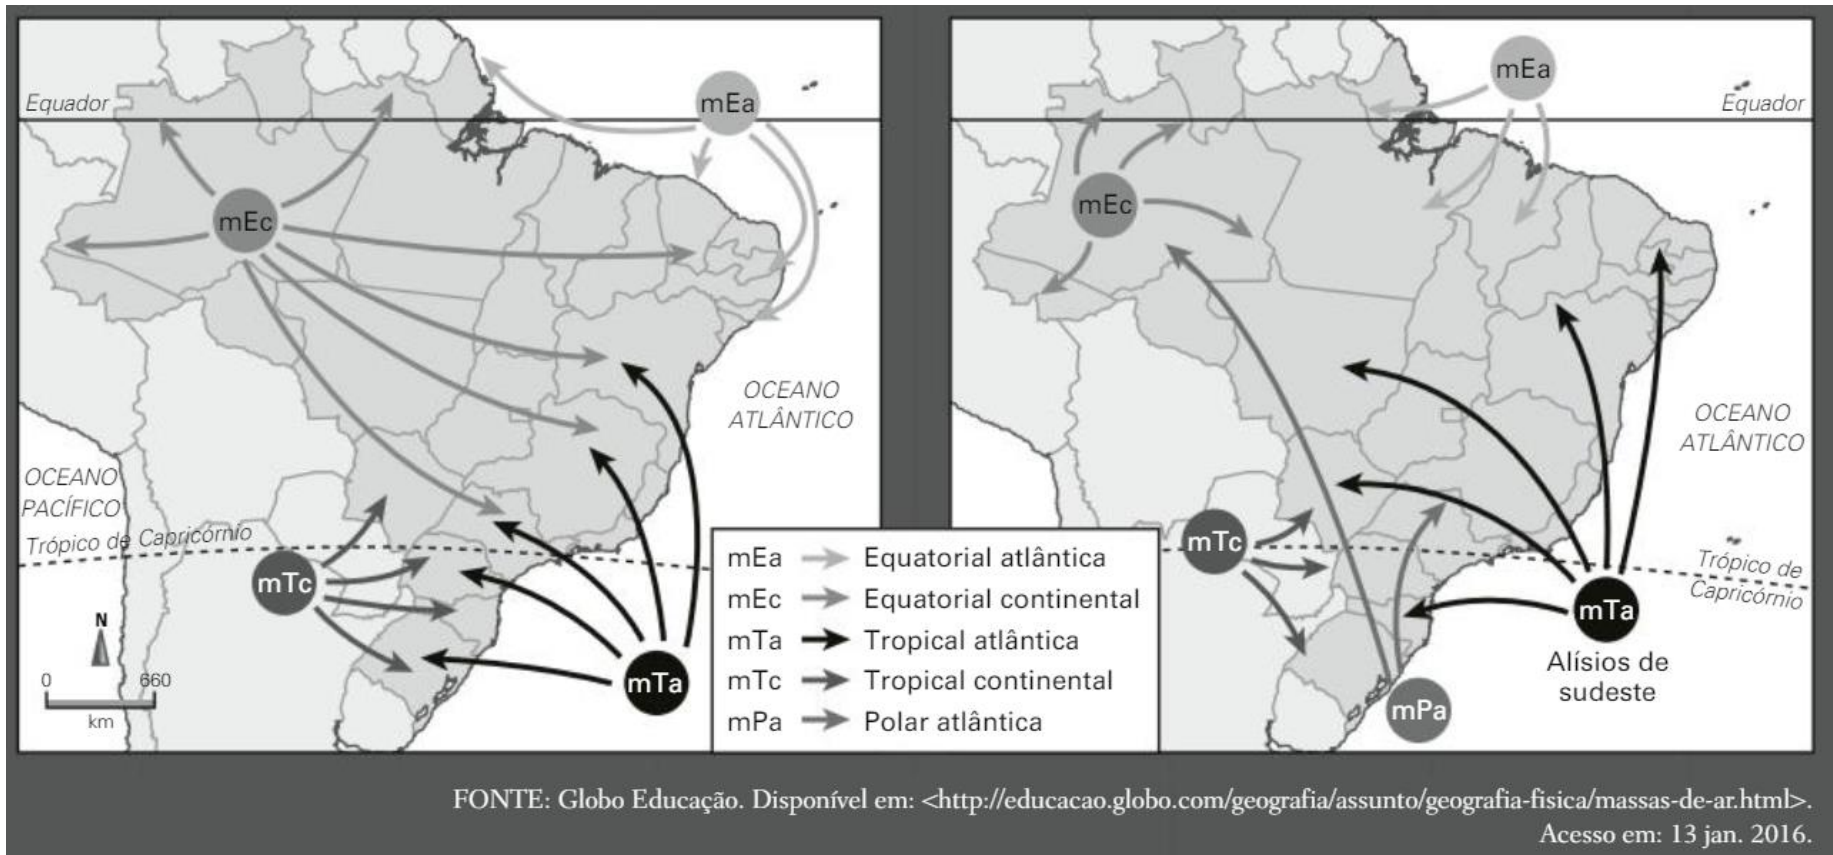 Equador
mEa
mEc
OCEANO
ATLÂNTICO
OCEANO
PACÍFICO
Trópico de Capricórnio
mTc
N
0 660
km
mTa
mEa
Equador
mEc
OCEANO
ATLÂNTICO
mTc
Trópico de
Capricórnio
mTa
Alísios de
sudeste
mPa
mEa Equatorial atlântica
mEc Equatorial continental
mTa Tropical atlântica
mTc Tropical continental
mPa Polar atlântica
FONTE: Globo Educação. Disponível em: <http://educacao.globo.com/geografia/assunto/geografia-fisica/massas-de-ar.html>.
Acesso em: 13 jan. 2016.